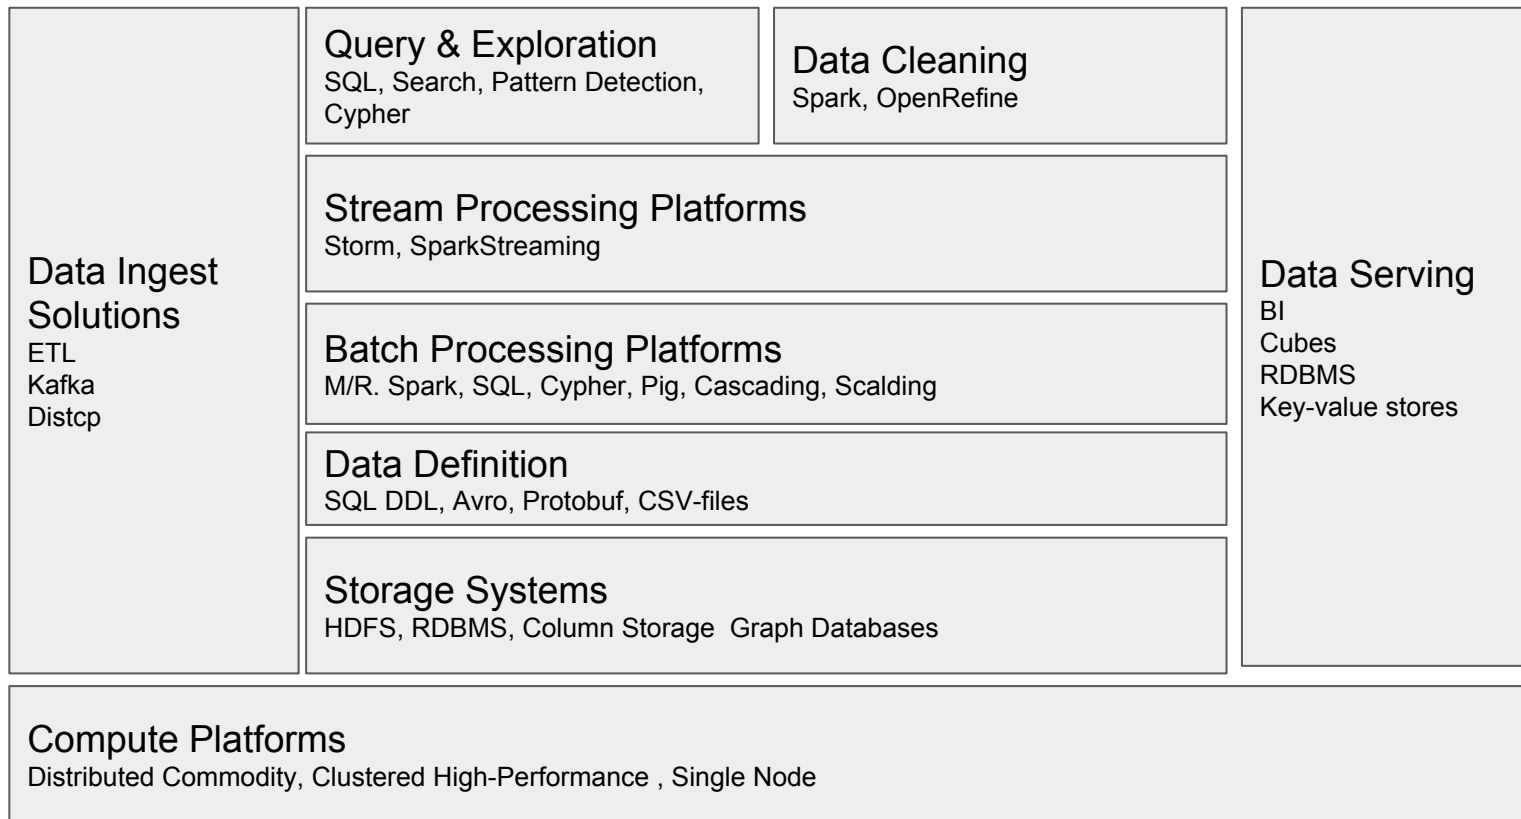 Data Ingest
Solutions
ETL
Kafka
Distcp
Query & Exploration
SQL, Search, Pattern Detection,
Cypher
Data Cleaning
Spark, OpenRefine
Stream Processing Platforms
Storm, SparkStreaming
Batch Processing Platforms
M/R. Spark, SQL, Cypher, Pig, Cascading, Scalding
Data Definition
SQL DDL, Avro, Protobuf, CSV-files
Storage Systems
HDFS, RDBMS, Column Storage  Graph Databases
Data Serving
BI
Cubes
RDBMS
Key-value stores
Compute Platforms
Distributed Commodity, Clustered High-Performance , Single Node